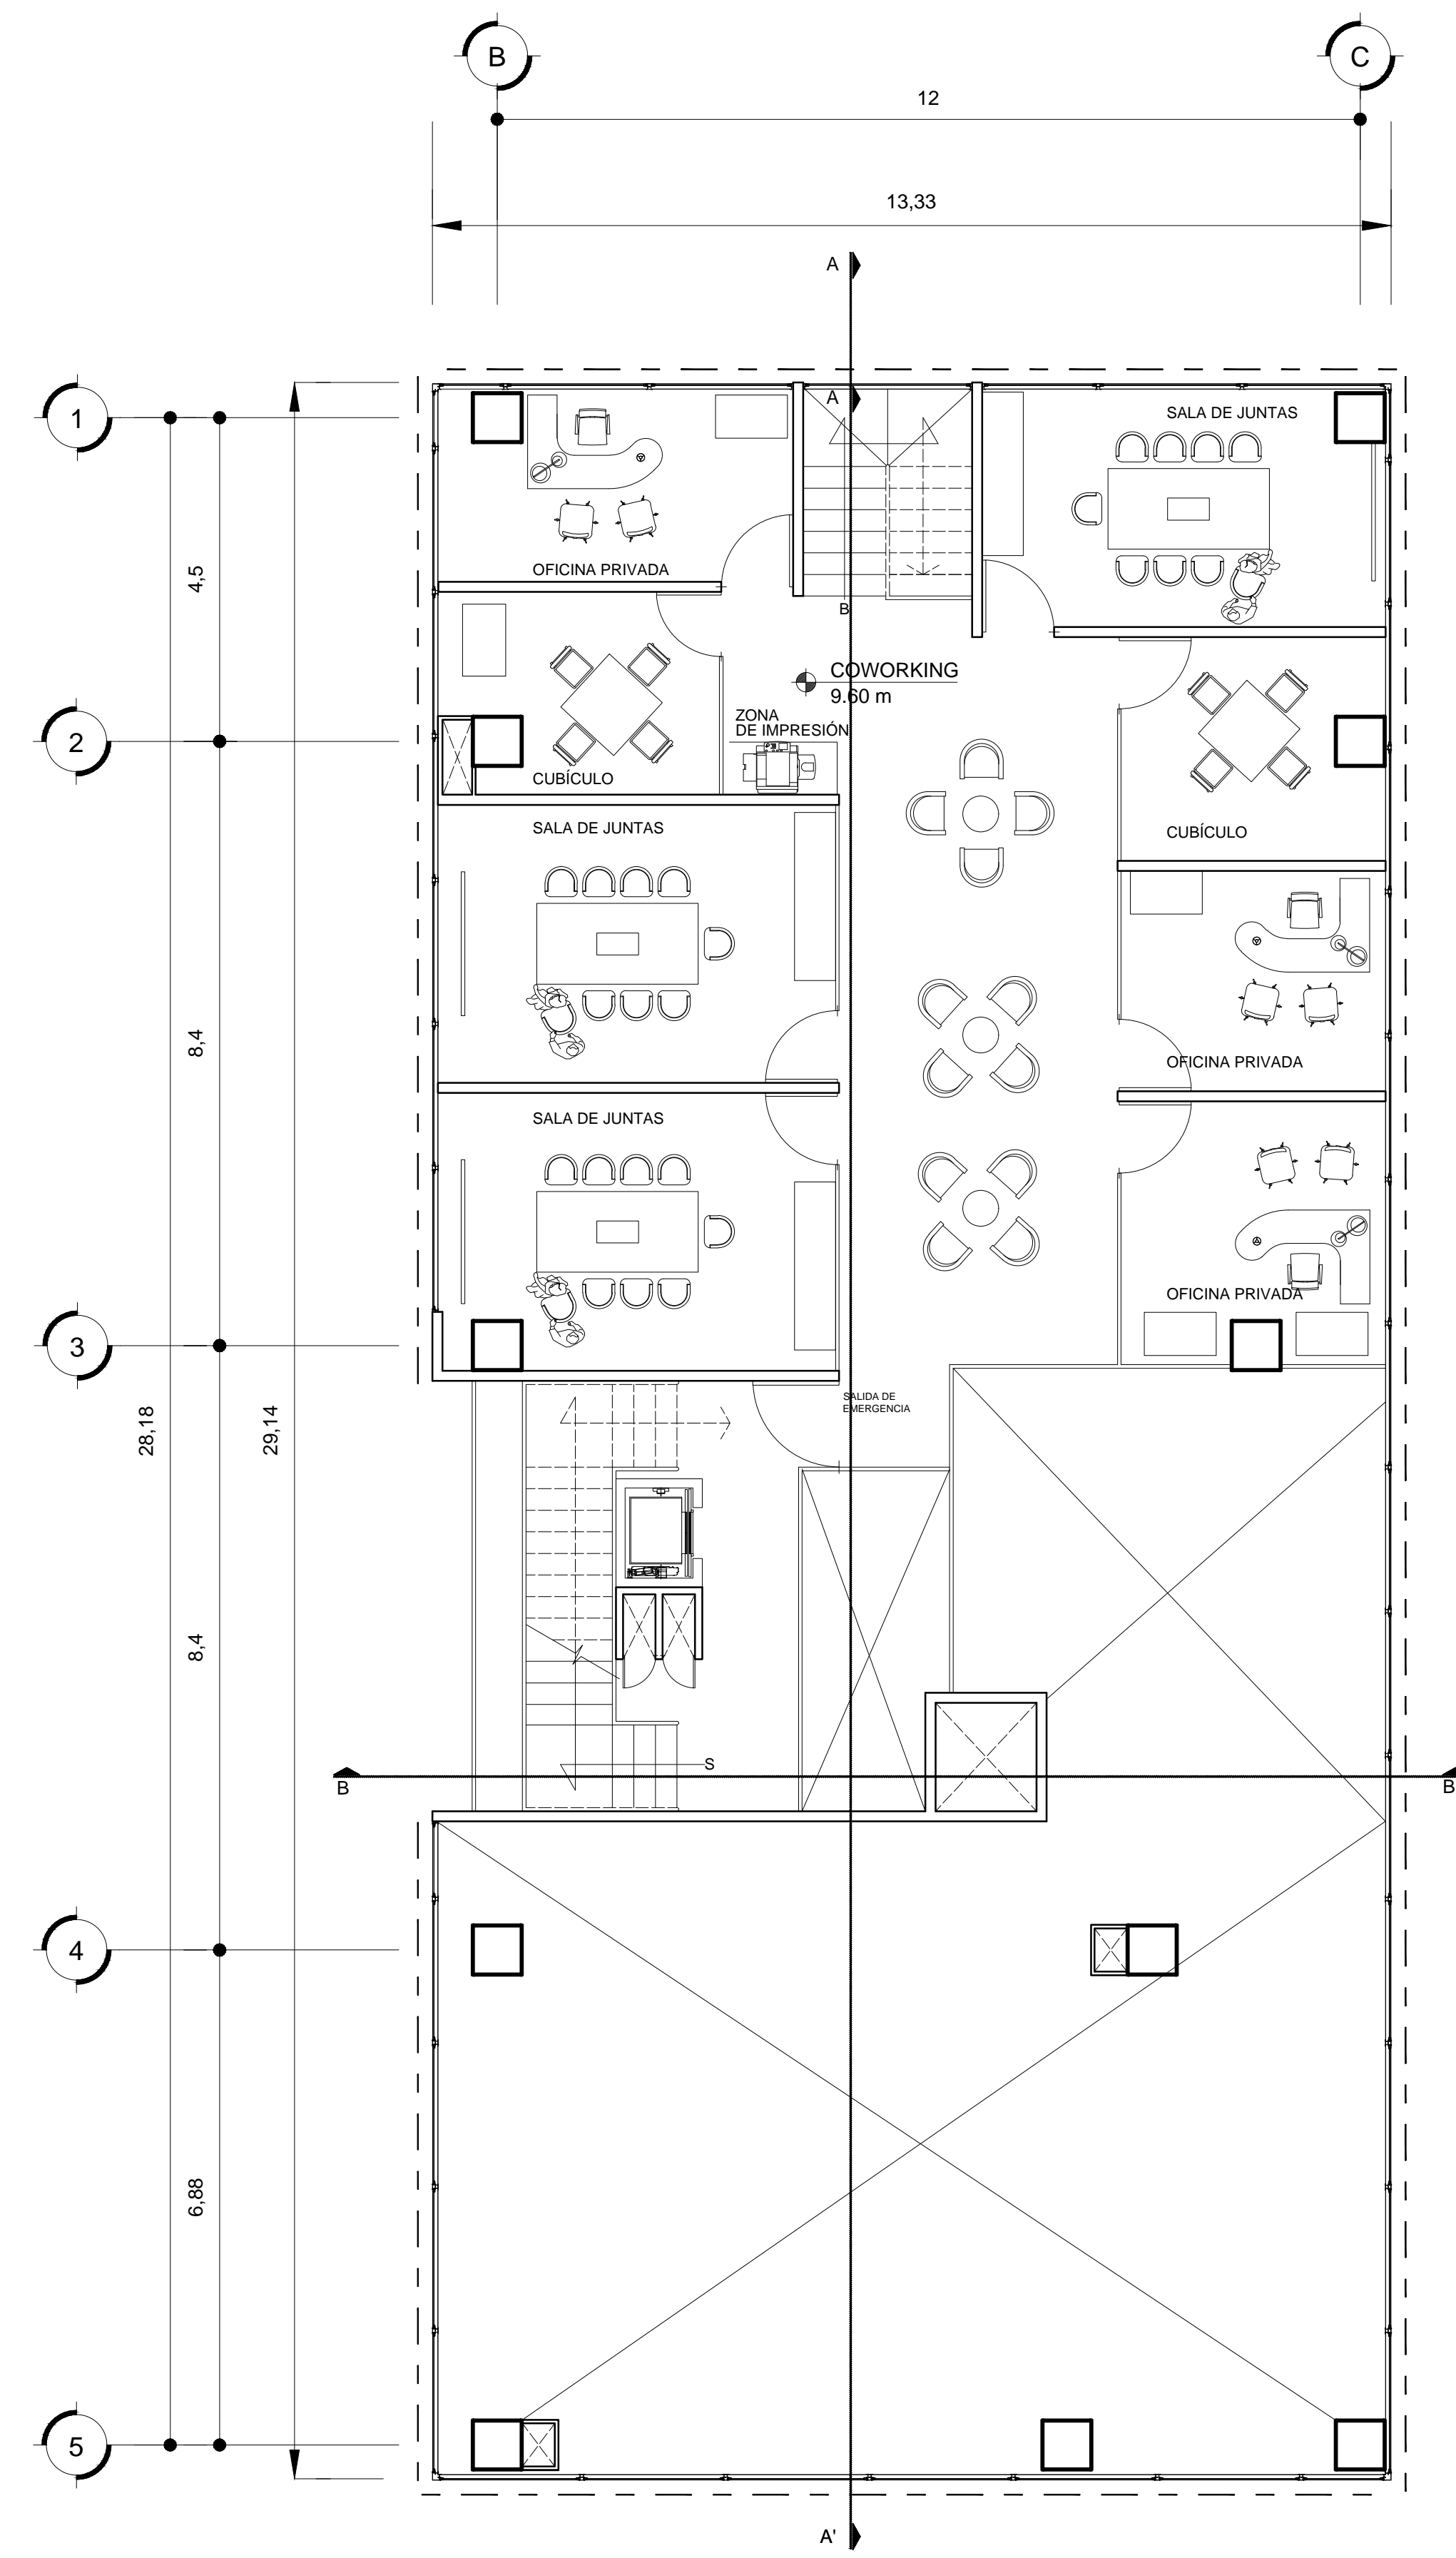 B
C
12
13,33
A
1
A
SALA DE JUNTAS
4,5
OFICINA PRIVADA
B
COWORKING
9.60 m
ZONA
DE IMPRESIÓN
2
CUBÍCULO
SALA DE JUNTAS
CUBÍCULO
8,4
OFICINA PRIVADA
SALA DE JUNTAS
OFICINA PRIVADA
3
SALIDA DE
EMERGENCIA
28,18
29,14
8,4
S
B
B
4
6,88
5
A'